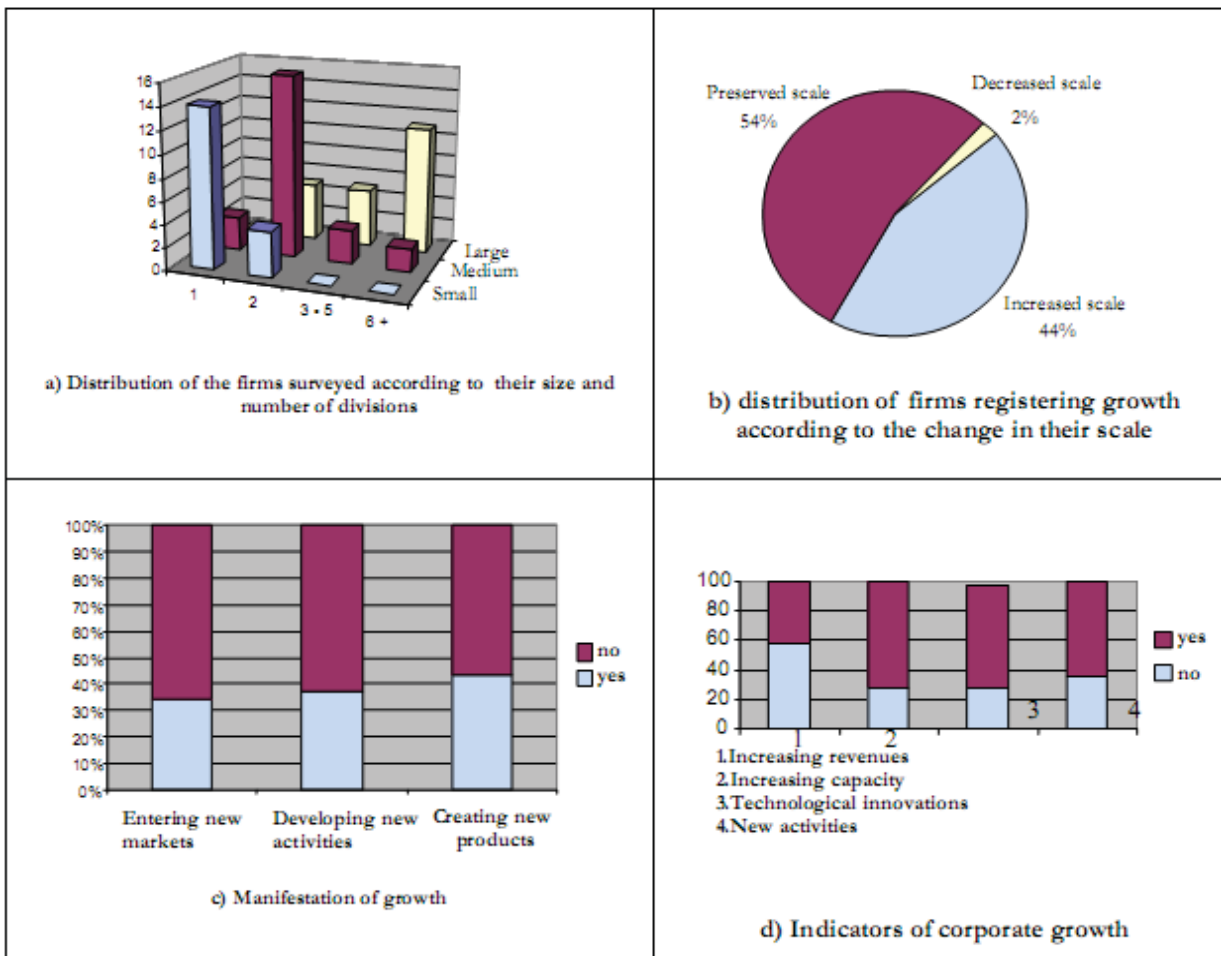 16
14
12
10
8
6
4
2
0
1
2
3 - 5
6 +
Large
Medium
Small
a) Distribution of the firms surveyed according to their size and
number of divisions
Preserved scale
54%
Decreased scale
2%
Increased scale
44%
b) distribution of firms registering growth
according to the change in their scale
100%
90%
80%
70%
60%
50%
40%
30%
20%
10%
0%
Entering new
markets
Developing new
activities
Creating new
products
no
yes
c) Manifestation of growth
100
80
60
40
20
0
1
2
3
4
yes
no
1.Increasing revenues
2.Increasing capacity
3.Technological innovations
4.New activities
d) Indicators of corporate growth